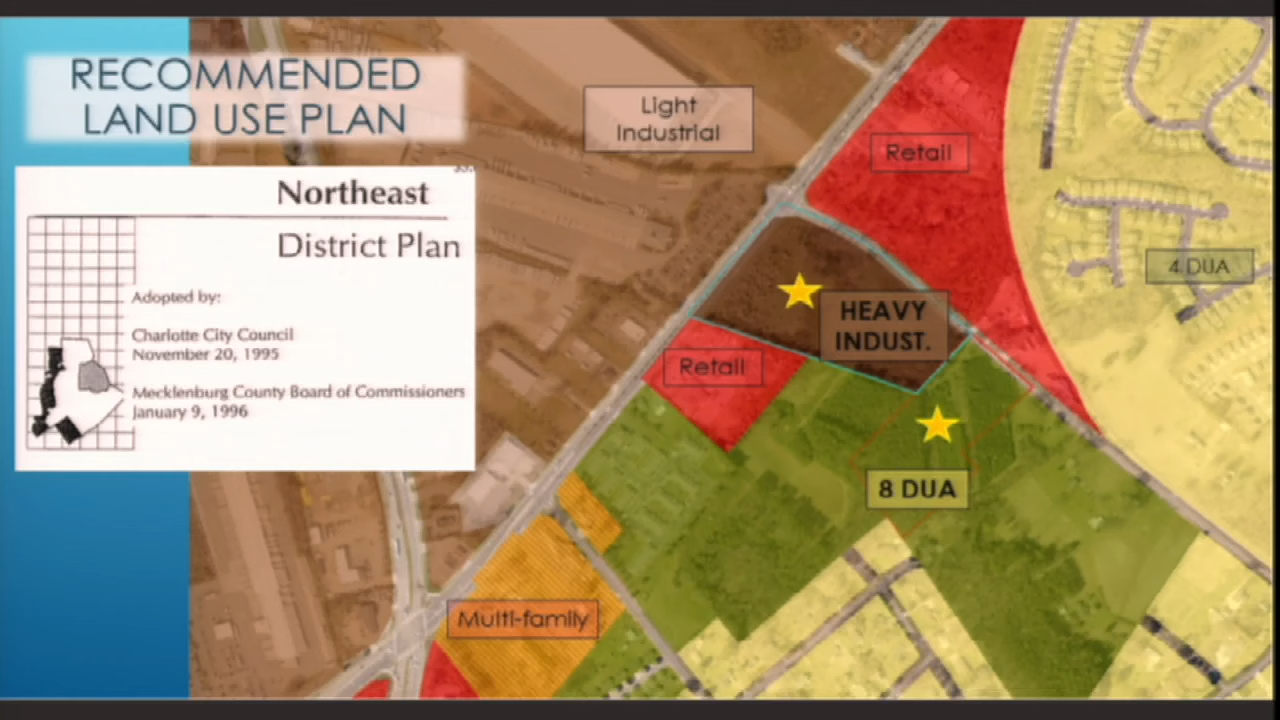 RECOMMENDED
LAND USE PLAN
Northeast
District Plan
Adopted by:
Charlotte City Council
November 20, 1995
Mecklenburg County Board of Commissioners
January 9, 1996
Light
Industrial
Retail
4 DUA
HEAVY
INDUST.
Retail
8 DUA
Multi-family